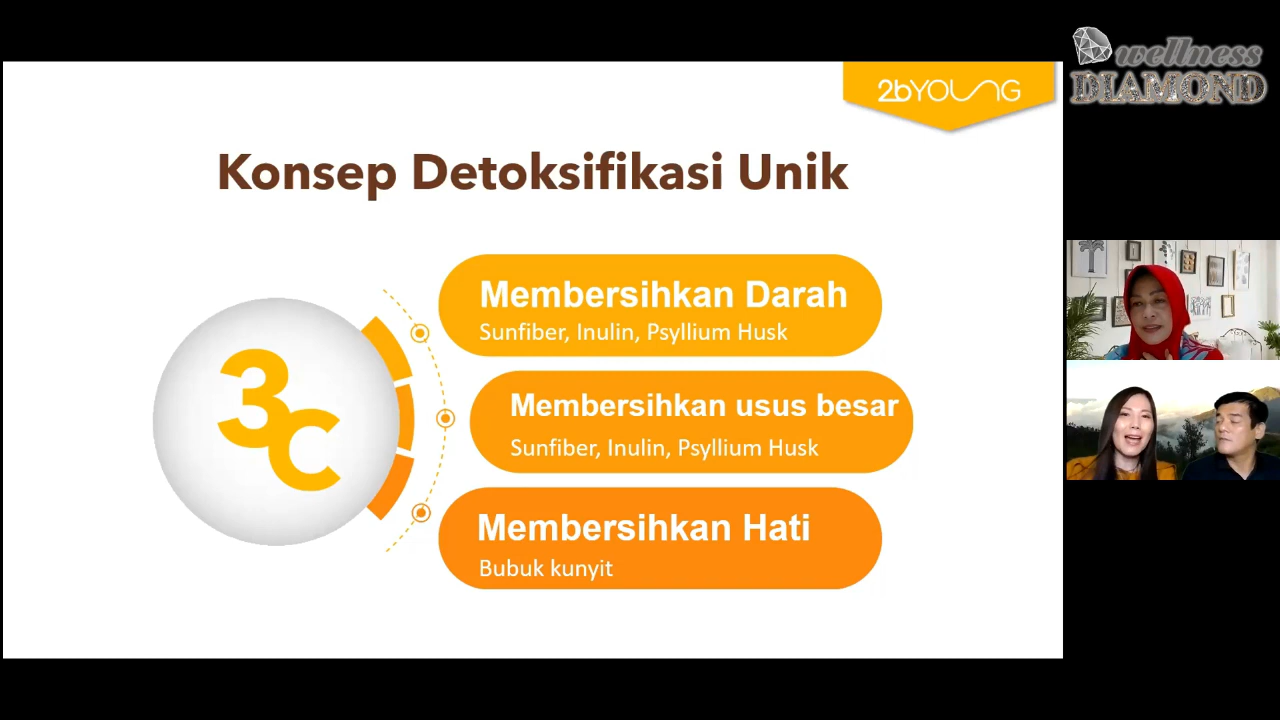 wellness
DIAMOND
2bYOUNG
Konsep Detoksifikasi Unik
3C
Membersihkan Darah
Sunfiber, Inulin, Psyllium Husk
Membersihkan usus besar
Sunfiber, Inulin, Psyllium Husk
Membersihkan Hati
Bubuk kunyit